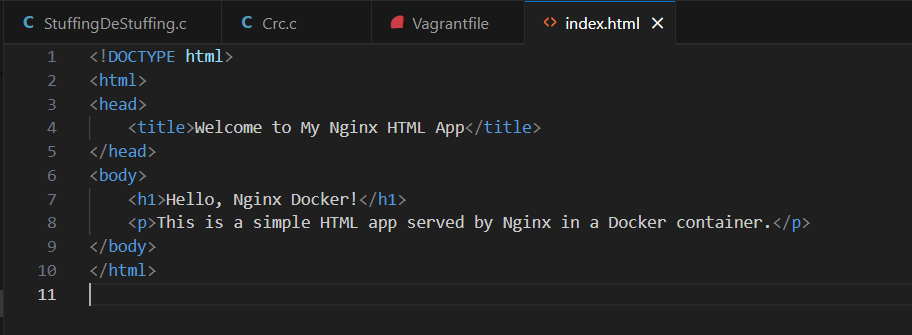 StuffingDeStuffing.c Crc.c Vagrantfile index.html
1 <!DOCTYPE html>
2 <html>
3 <head>
4     <title>Welcome to My Nginx HTML App</title>
5 </head>
6 <body>
7     <h1>Hello, Nginx Docker!</h1>
8     <p>This is a simple HTML app served by Nginx in a Docker container.</p>
9 </body>
10 </html>
11